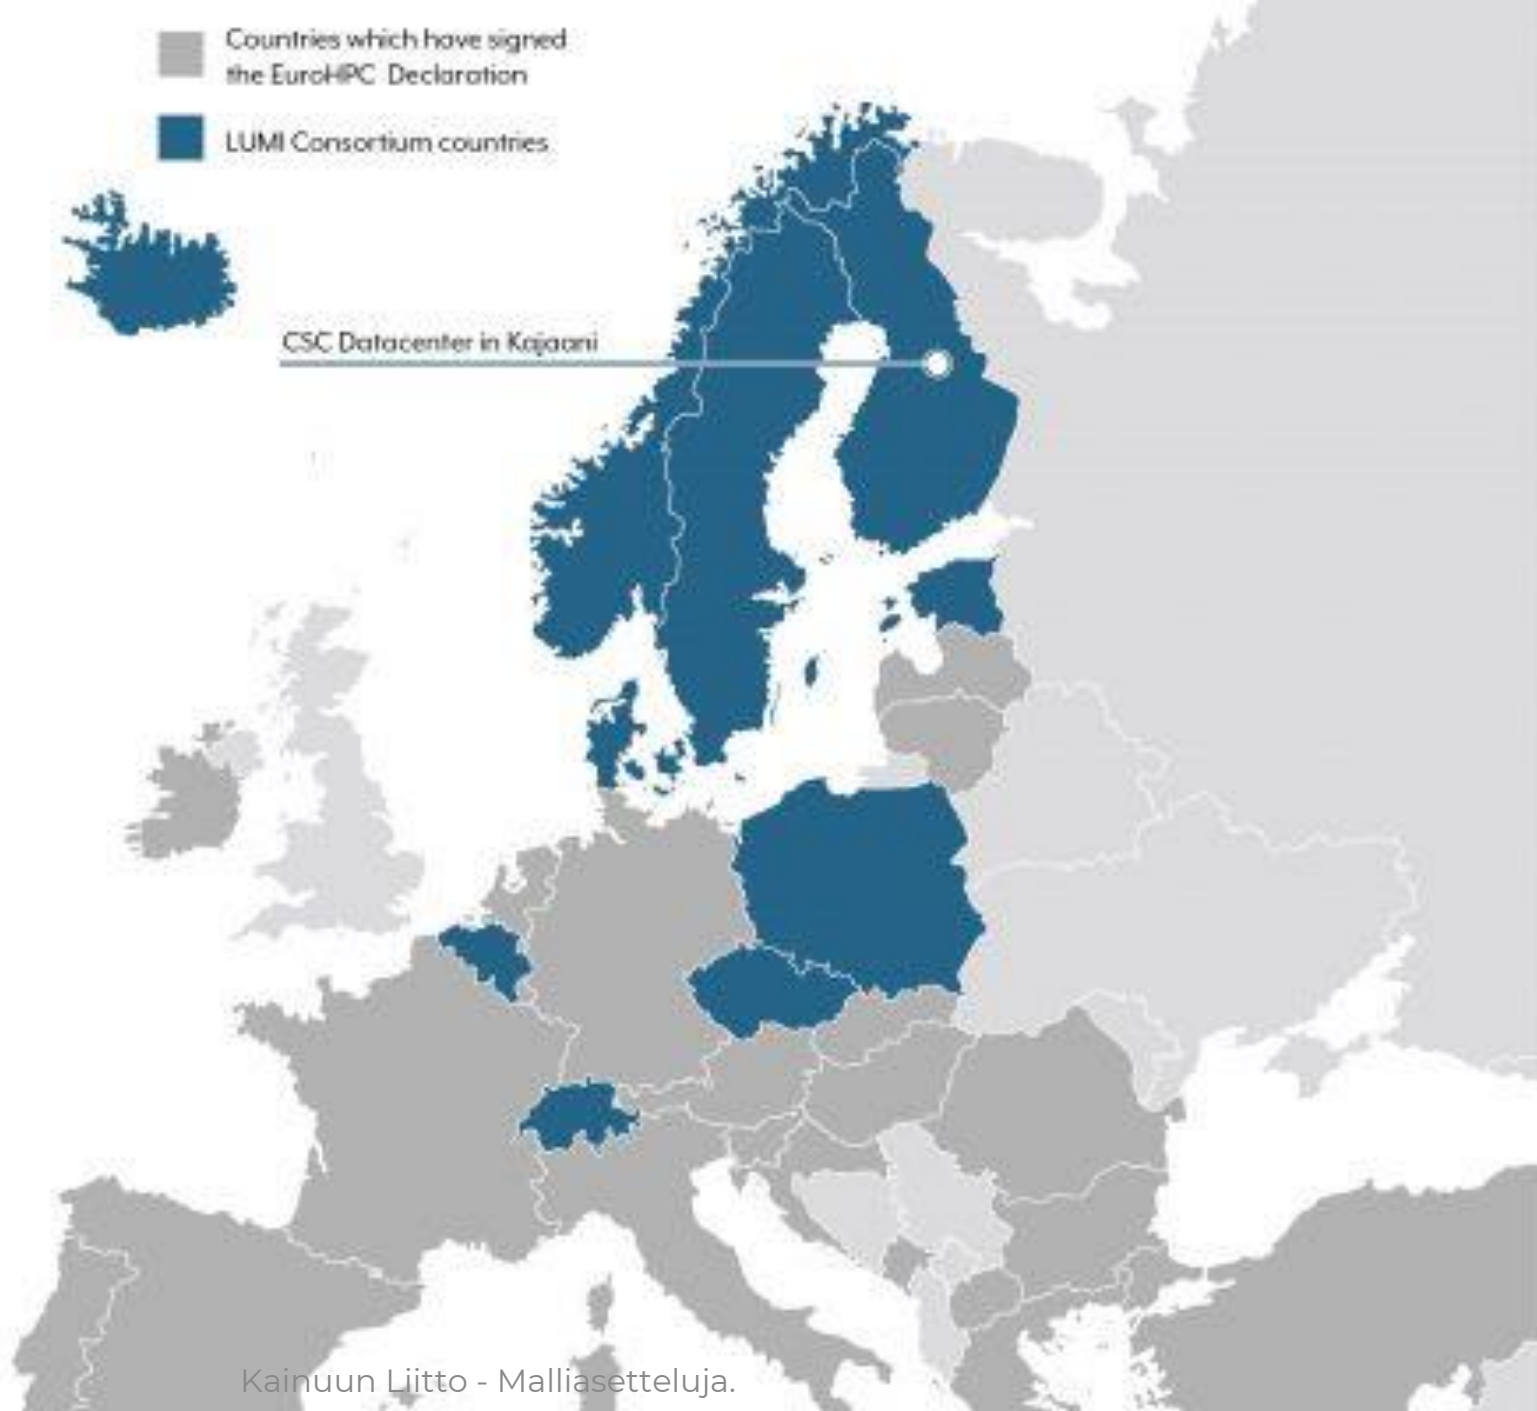 Countries which have signed
the EuroHPC Declaration
LUMI Consortium countries
CSC Datacenter in Kajaani
Kainuun Liitto - Malliasetteluja.